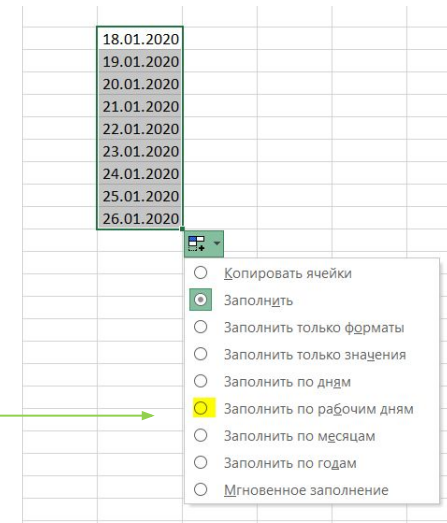 18.01.2020
19.01.2020
20.01.2020
21.01.2020
22.01.2020
23.01.2020
24.01.2020
25.01.2020
26.01.2020
Копировать ячейки
Заполнить
Заполнить только форматы
Заполнить только значения
Заполнить по дням
Заполнить по рабочим дням
Заполнить по месяцам
Заполнить по годам
Мгновенное заполнение